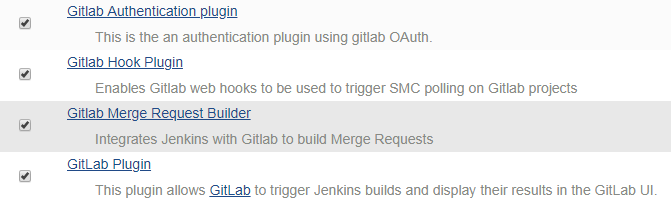 Gitlab Authentication plugin
This is the an authentication plugin using gitlab OAuth.
Gitlab Hook Plugin
Enables Gitlab web hooks to be used to trigger SMC polling on Gitlab projects
Gitlab Merge Request Builder
Integrates Jenkins with Gitlab to build Merge Requests
GitLab Plugin
This plugin allows GitLab to trigger Jenkins builds and display their results in the GitLab UI.